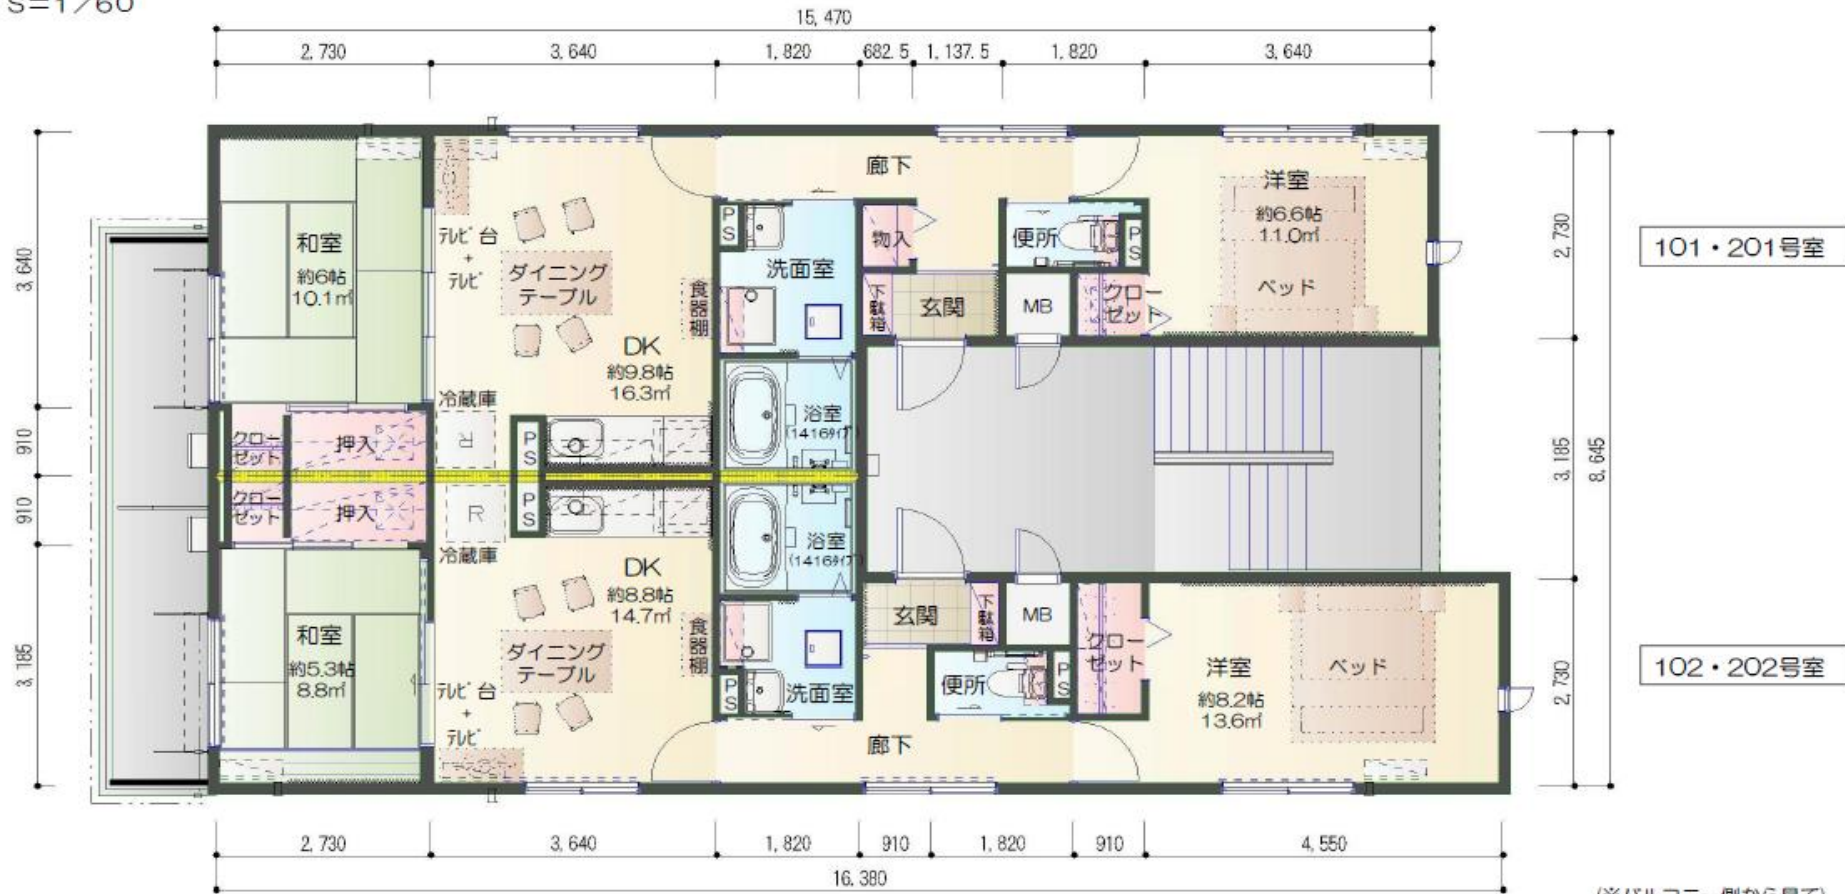 S=1/60
15,470
2,730
3,640
1,820
682.5
1,137.5
1,820
3,640
3,640
910
910
3,185
和室
約6帖
10.1㎡
テレビ台
+
テレビ
ダイニング
テーブル
食器棚
DK
約9.8帖
16.3㎡
冷蔵庫
R
PS
クローゼット
押入
廊下
PS
洗面室
浴室
(1416タイプ)
物入
下駄箱
玄関
便所
PS
MB
クローゼット
洋室
約6.6帖
11.0㎡
ベッド
2,730
3,185
2,730
8,645
101・201号室
クローゼット
押入
R
冷蔵庫
PS
和室
約5.3帖
8.8㎡
DK
約8.8帖
14.7㎡
ダイニング
テーブル
食器棚
テレビ台
+
テレビ
浴室
(1416タイプ)
PS
洗面室
玄関
下駄箱
MB
便所
PS
クローゼット
廊下
洋室
約8.2帖
13.6㎡
ベッド
102・202号室
2,730
3,640
1,820
910
1,820
910
4,550
16.380